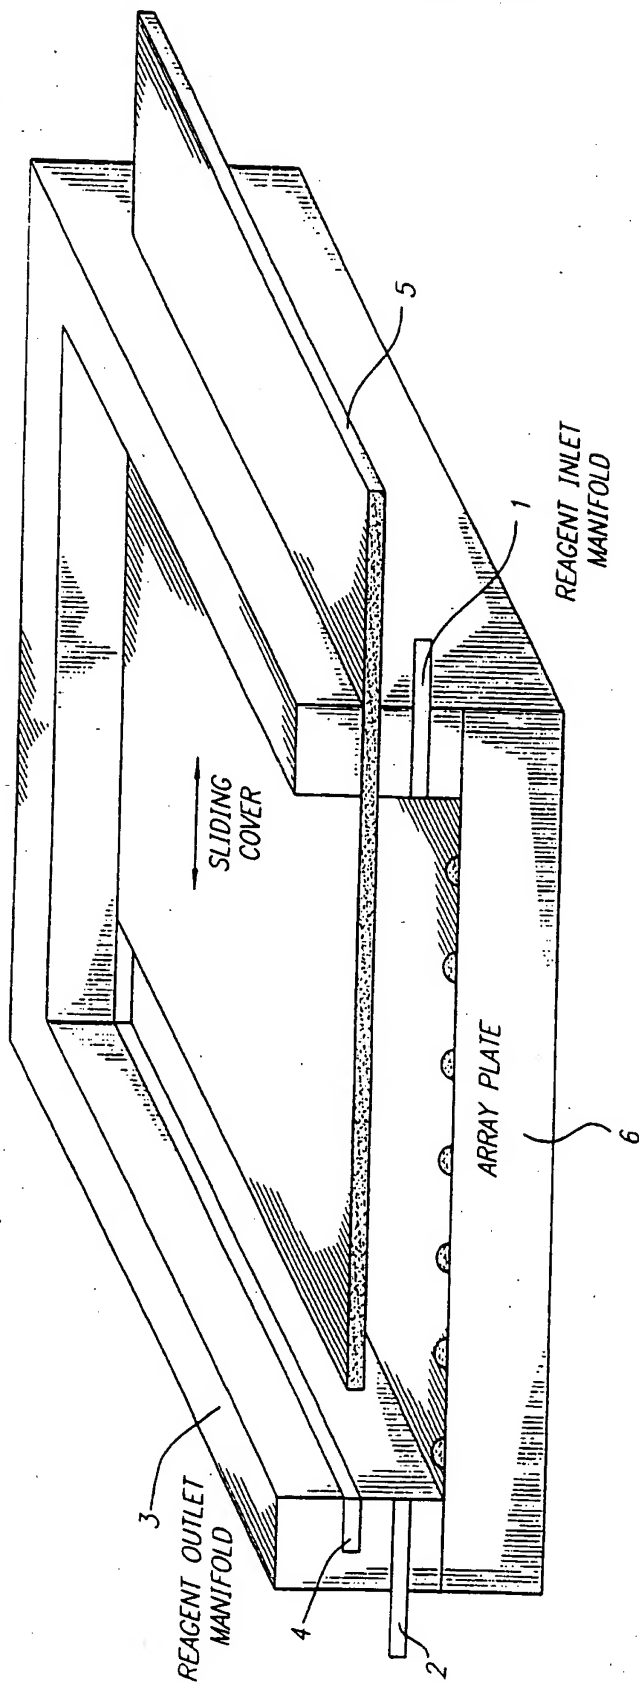 REAGENT OUTLET
MANIFOLD
3
4
2
SLIDING
COVER
5
1
REAGENT INLET
MANIFOLD
ARRAY PLATE
6